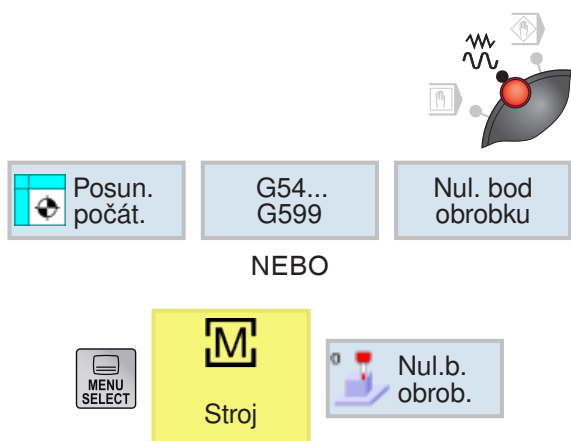 Posun.
počát.
G54...
G599
Nul. bod
obrobku
NEBO
MENU
SELECT
M
Stroj
Nul.b.
obrob.